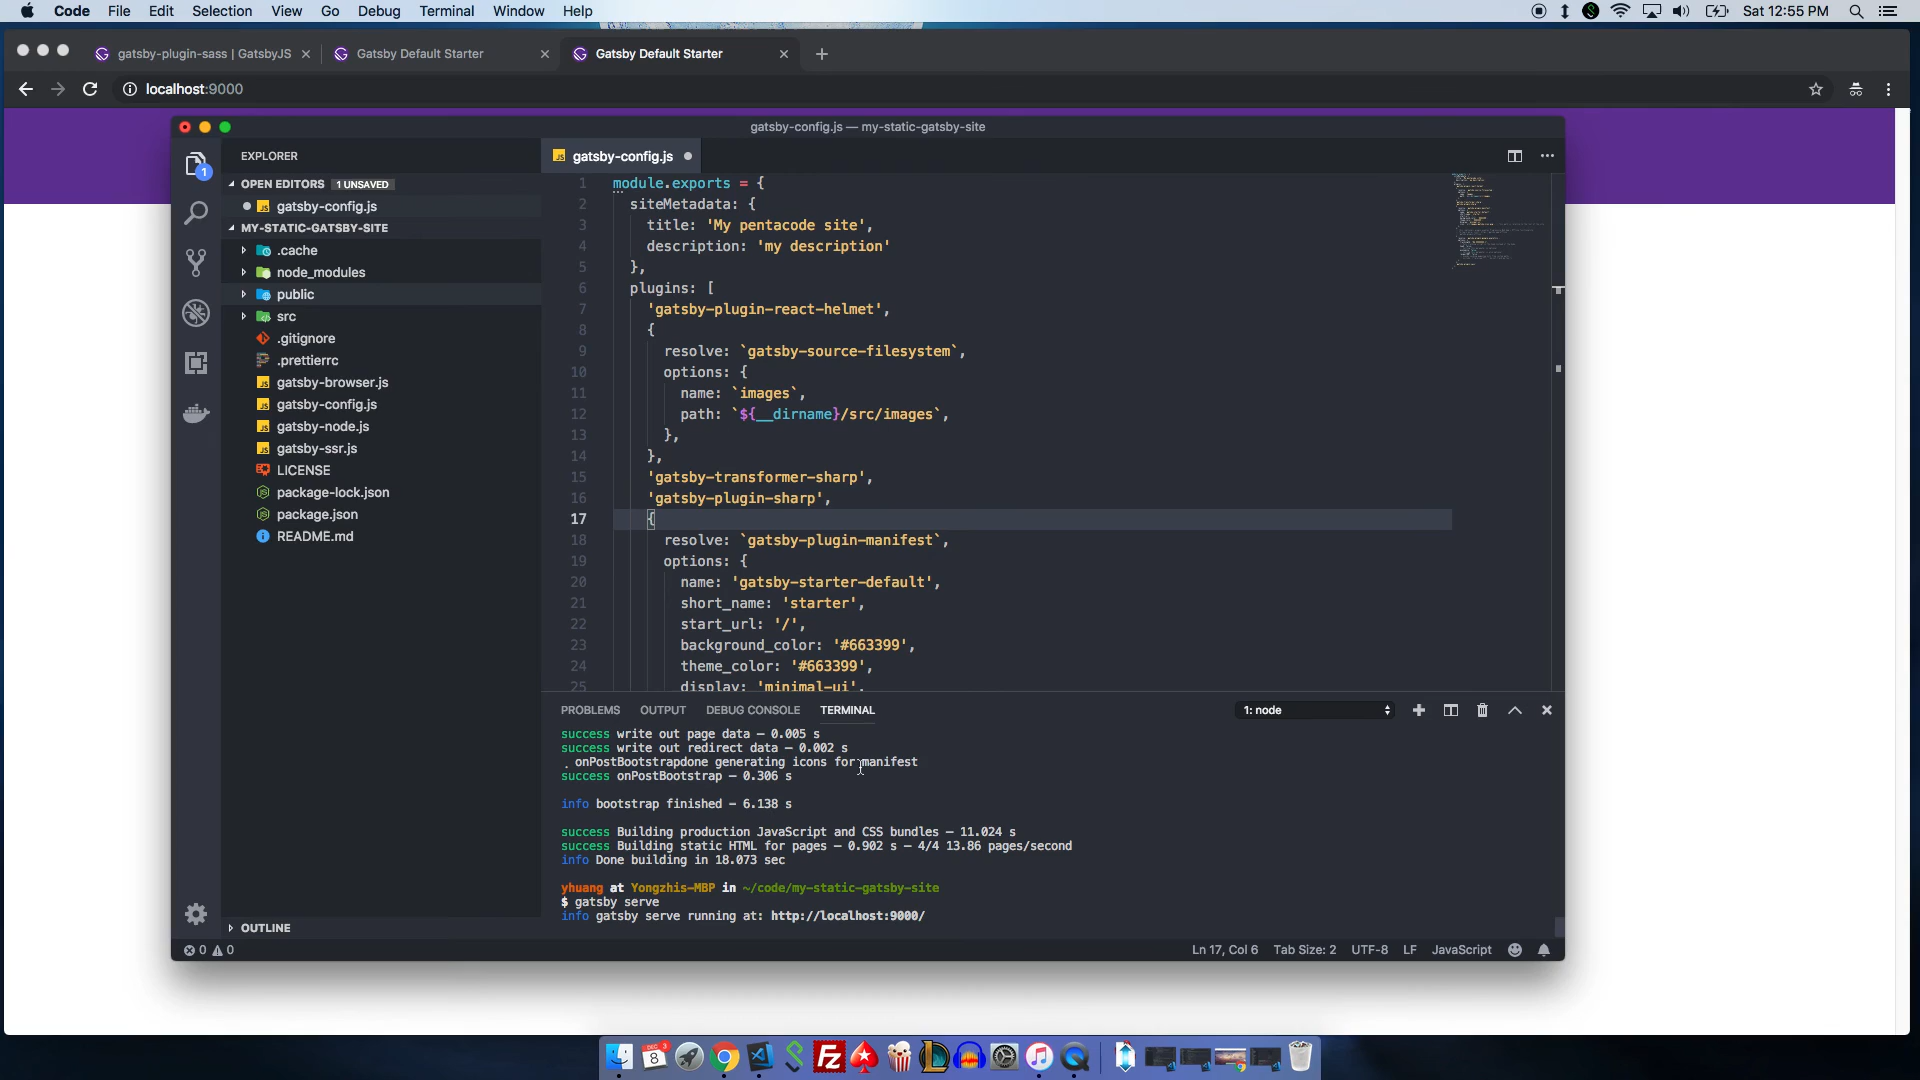 Code File Edit Selection View Go Debug Terminal Window Help
Sat 12:55 PM
gatsby-plugin-sass | GatsbyJS
Gatsby Default Starter
Gatsby Default Starter
localhost:9000
gatsby-config.js — my-static-gatsby-site
EXPLORER
1
OPEN EDITORS 1 UNSAVED
gatsby-config.js
MY-STATIC-GATSBY-SITE
.cache
node_modules
public
src
.gitignore
.prettierrc
gatsby-browser.js
gatsby-config.js
gatsby-node.js
gatsby-ssr.js
LICENSE
package-lock.json
package.json
README.md
OUTLINE
gatsby-config.js
1 module.exports = {
2 siteMetadata: {
3 title: 'My pentacode site',
4 description: 'my description'
5 },
6 plugins: [
7 'gatsby-plugin-react-helmet',
8 {
9 resolve: `gatsby-source-filesystem`,
10 options: {
11 name: `images`,
12 path: `${__dirname}/src/images`,
13 },
14 },
15 'gatsby-transformer-sharp',
16 'gatsby-plugin-sharp',
17 {
18 resolve: `gatsby-plugin-manifest`,
19 options: {
20 name: 'gatsby-starter-default',
21 short_name: 'starter',
22 start_url: '/',
23 background_color: '#663399',
24 theme_color: '#663399',
25 display: 'minimal-ui',
PROBLEMS OUTPUT DEBUG CONSOLE TERMINAL
1: node
success write out page data — 0.005 s
success write out redirect data — 0.002 s
. onPostBootstrapdone generating icons for manifest
success onPostBootstrap — 0.306 s
info bootstrap finished — 6.138 s
success Building production JavaScript and CSS bundles — 11.024 s
success Building static HTML for pages — 0.902 s — 4/4 13.86 pages/second
info Done building in 18.073 sec
yhuang at Yongzhis-MBP in ~/code/my-static-gatsby-site
$ gatsby serve
info gatsby serve running at: http://localhost:9000/
0 0
Ln 17, Col 6 Tab Size: 2 UTF-8 LF JavaScript